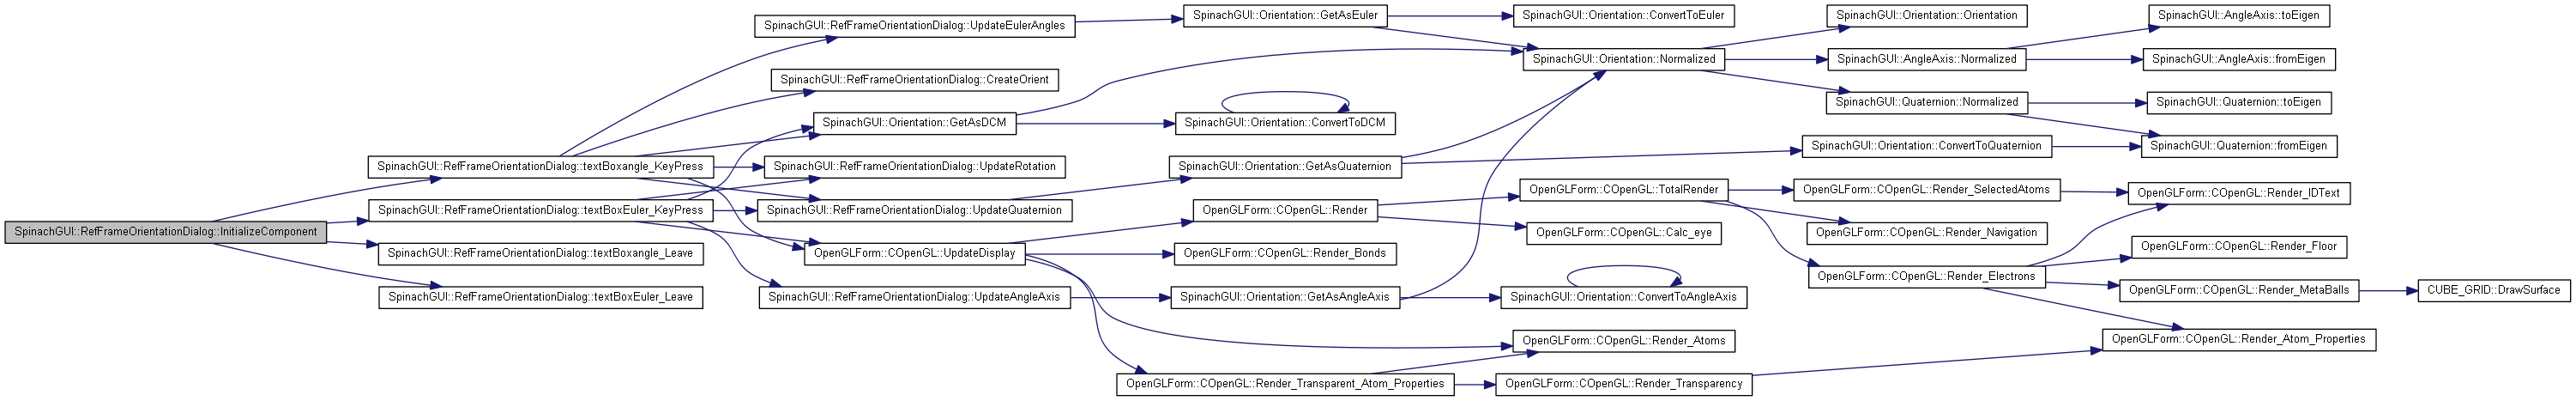 SpinachGUI::RefFrameOrientationDialog::InitializeComponent
SpinachGUI::RefFrameOrientationDialog::textBoxangle_KeyPress
SpinachGUI::RefFrameOrientationDialog::textBoxEuler_KeyPress
SpinachGUI::RefFrameOrientationDialog::textBoxangle_Leave
SpinachGUI::RefFrameOrientationDialog::textBoxEuler_Leave
SpinachGUI::RefFrameOrientationDialog::UpdateEulerAngles
SpinachGUI::RefFrameOrientationDialog::CreateOrient
SpinachGUI::Orientation::GetAsDCM
SpinachGUI::RefFrameOrientationDialog::UpdateRotation
SpinachGUI::RefFrameOrientationDialog::UpdateQuaternion
OpenGLForm::COpenGL::UpdateDisplay
SpinachGUI::RefFrameOrientationDialog::UpdateAngleAxis
SpinachGUI::Orientation::GetAsEuler
SpinachGUI::Orientation::ConvertToDCM
SpinachGUI::Orientation::GetAsQuaternion
OpenGLForm::COpenGL::Render
OpenGLForm::COpenGL::Render_Bonds
SpinachGUI::Orientation::GetAsAngleAxis
OpenGLForm::COpenGL::Render_Transparent_Atom_Properties
SpinachGUI::Orientation::ConvertToEuler
SpinachGUI::Orientation::Normalized
OpenGLForm::COpenGL::TotalRender
OpenGLForm::COpenGL::Calc_eye
SpinachGUI::Orientation::ConvertToAngleAxis
OpenGLForm::COpenGL::Render_Atoms
OpenGLForm::COpenGL::Render_Transparency
SpinachGUI::Orientation::Orientation
SpinachGUI::AngleAxis::Normalized
SpinachGUI::Quaternion::Normalized
SpinachGUI::Orientation::ConvertToQuaternion
OpenGLForm::COpenGL::Render_SelectedAtoms
OpenGLForm::COpenGL::Render_Navigation
OpenGLForm::COpenGL::Render_Electrons
SpinachGUI::AngleAxis::toEigen
SpinachGUI::AngleAxis::fromEigen
SpinachGUI::Quaternion::toEigen
SpinachGUI::Quaternion::fromEigen
OpenGLForm::COpenGL::Render_IDText
OpenGLForm::COpenGL::Render_Floor
OpenGLForm::COpenGL::Render_MetaBalls
OpenGLForm::COpenGL::Render_Atom_Properties
CUBE_GRID::DrawSurface